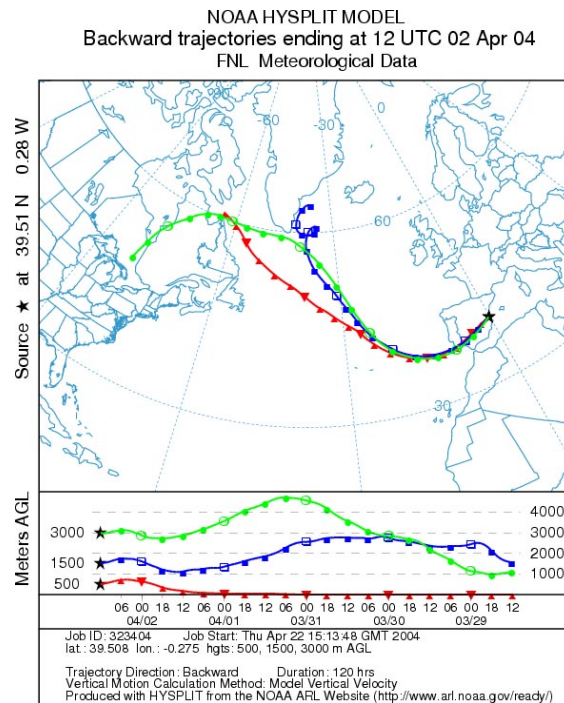 NOAA HYSPLIT MODEL
Backward trajectories ending at 12 UTC 02 Apr 04
FNL Meteorological Data
Source ★ at 39.51 N 0.28 W
0
-30
60
30
Meters AGL
3000
1500
500
4000
3000
2000
1000
06 00 18 12 06 00 18 12 06 00 18 12 06 00 18 12 06 00 18 12
04/02 04/01 03/31 03/30 03/29
Job ID: 323404 Job Start: Thu Apr 22 15:13:48 GMT 2004
lat.: 39.508 lon.: -0.275 hgts: 500, 1500, 3000 m AGL
Trajectory Direction: Backward Duration: 120 hrs
Vertical Motion Calculation Method: Model Vertical Velocity
Produced with HYSPLIT from the NOAA ARL Website (http://www.arl.noaa.gov/ready/)